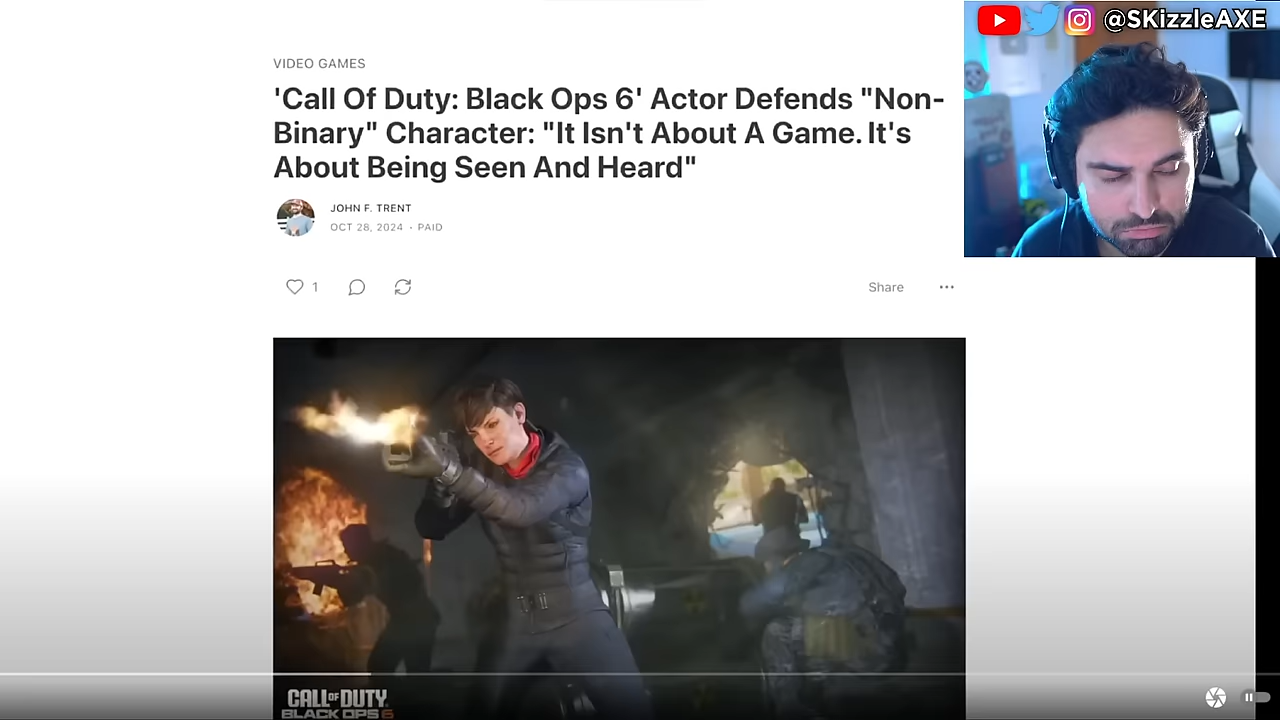 @SKizzleAXE
VIDEO GAMES
'Call Of Duty: Black Ops 6' Actor Defends "Non-
Binary" Character: "It Isn't About A Game. It's
About Being Seen And Heard"
JOHN F. TRENT
OCT 28, 2024 · PAID
1
Share
CALL OF DUTY
BLACK OPS 6